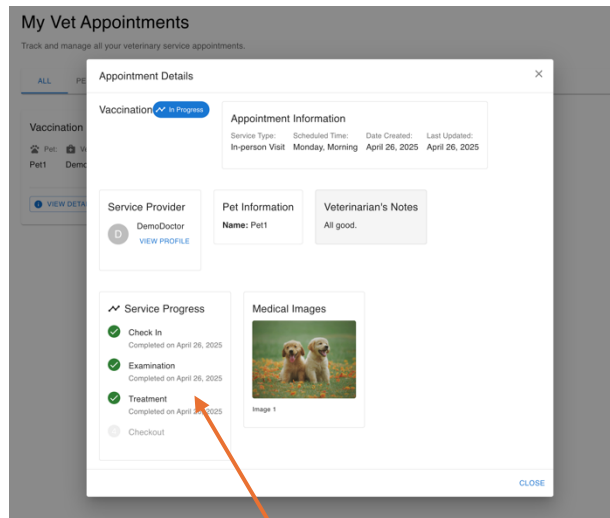 My Vet Appointments
Track and manage all your veterinary service appointments.
ALL
Appointment Details
Vaccination
In Progress
Appointment Information
Service Type: Scheduled Time: Date Created: Last Updated:
In-person Visit Monday, Morning April 26, 2025 April 26, 2025
Vaccination
Pet:
Pet1
VIEW
Service Provider
D
DemoDoctor
VIEW PROFILE
Pet Information
Name: Pet1
Veterinarian's Notes
All good.
Service Progress
Check In
Completed on April 26, 2025
Examination
Completed on April 26, 2025
Treatment
Completed on April 2025
Checkout
Medical Images
Image 1
CLOSE